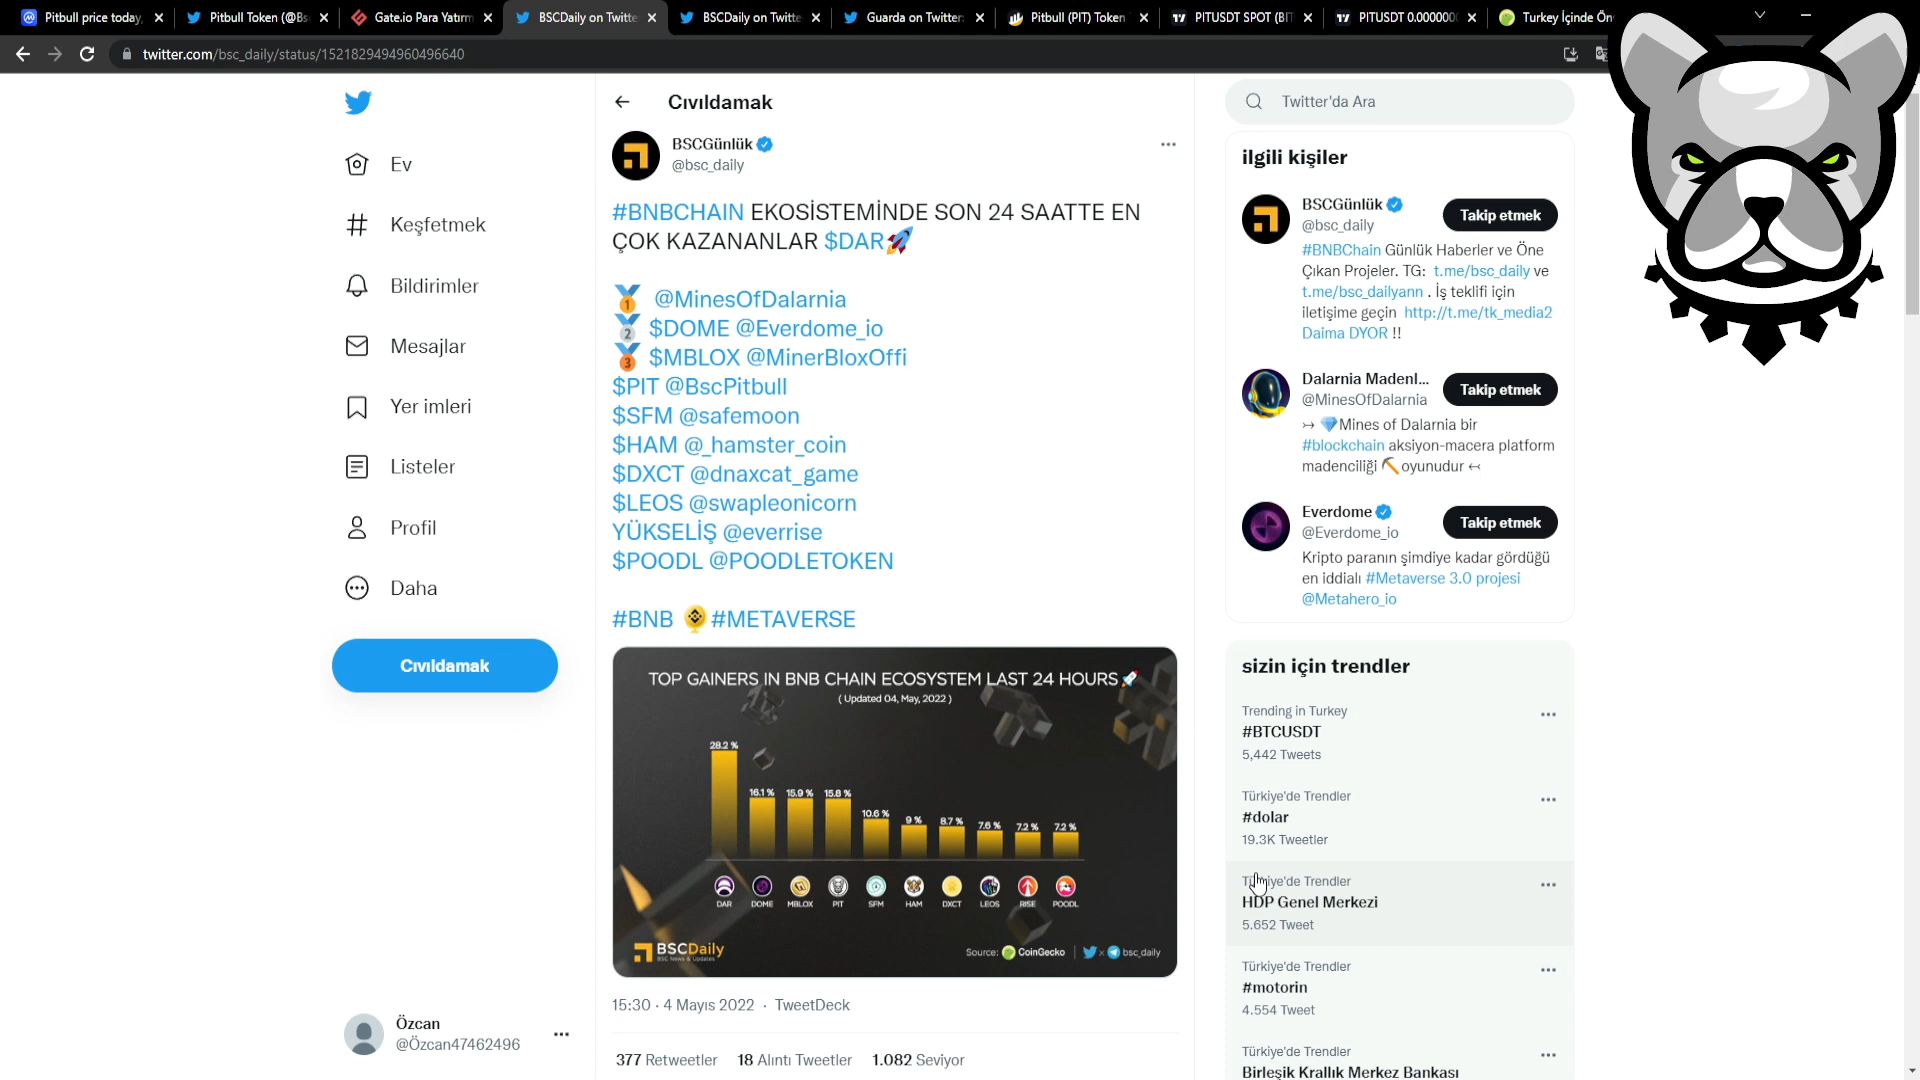 Pitbull price today,
Pitbull Token (@Bs
Gate.io Para Yatırm
BSCDaily on Twitte
BSCDaily on Twitte
Guarda on Twitter:
Pitbull (PIT) Token
PITUSDT SPOT (BIT
PITUSDT 0.0000000
Turkey İçinde Ön
twitter.com/bsc_daily/status/1521829494960496640
Ev
Keşfetmek
Bildirimler
Mesajlar
Yer imleri
Listeler
Profil
Daha
Cıvıldamak
Özcan
@Özcan47462496
Cıvıldamak
BSCGünlük
@bsc_daily
#BNBCHAIN EKOSİSTEMİNDE SON 24 SAATTE EN
ÇOK KAZANANLAR $DAR🚀
🥇 @MinesOfDalarnia
🥈 $DOME @Everdome_io
🥉 $MBLOX @MinerBloxOffi
$PIT @BscPitbull
$SFM @safemoon
$HAM @_hamster_coin
$DXCT @dnaxcat_game
$LEOS @swapleonicorn
YÜKSELİŞ @everrise
$POODL @POODLETOKEN
#BNB #METAVERSE
TOP GAINERS IN BNB CHAIN ECOSYSTEM LAST 24 HOURS🚀
( Updated 04, May, 2022 )
28.2 %
16.1 %
15.9 %
15.8 %
10.6 %
9 %
8.7 %
7.6 %
7.2 %
7.2 %
DAR
DOME
MBLOX
PIT
SFM
HAM
DXCT
LEOS
RISE
POODL
BSCDaily
BSC News & Updates
Source: CoinGecko
bsc_daily
15:30 · 4 Mayıs 2022 · TweetDeck
377 Retweetler 18 Alıntı Tweetler 1.082 Seviyor
Twitter'da Ara
ilgili kişiler
BSCGünlük
@bsc_daily
Takip etmek
#BNBChain Günlük Haberler ve Öne
Çıkan Projeler. TG: t.me/bsc_daily ve
t.me/bsc_dailyann . İş teklifi için
iletişime geçin http://t.me/tk_media2
Daima DYOR !!
Dalarnia Madenl...
@MinesOfDalarnia
Takip etmek
↣ 💎Mines of Dalarnia bir
#blockchain aksiyon-macera platform
madenciliği ⛏️oyunudur ↢
Everdome
@Everdome_io
Takip etmek
Kripto paranın şimdiye kadar gördüğü
en iddialı #Metaverse 3.0 projesi
@Metahero_io
sizin için trendler
Trending in Turkey
#BTCUSDT
5,442 Tweets
Türkiye'de Trendler
#dolar
19.3K Tweetler
Türkiye'de Trendler
HDP Genel Merkezi
5.652 Tweet
Türkiye'de Trendler
#motorin
4.554 Tweet
Türkiye'de Trendler
Birleşik Krallık Merkez Bankası